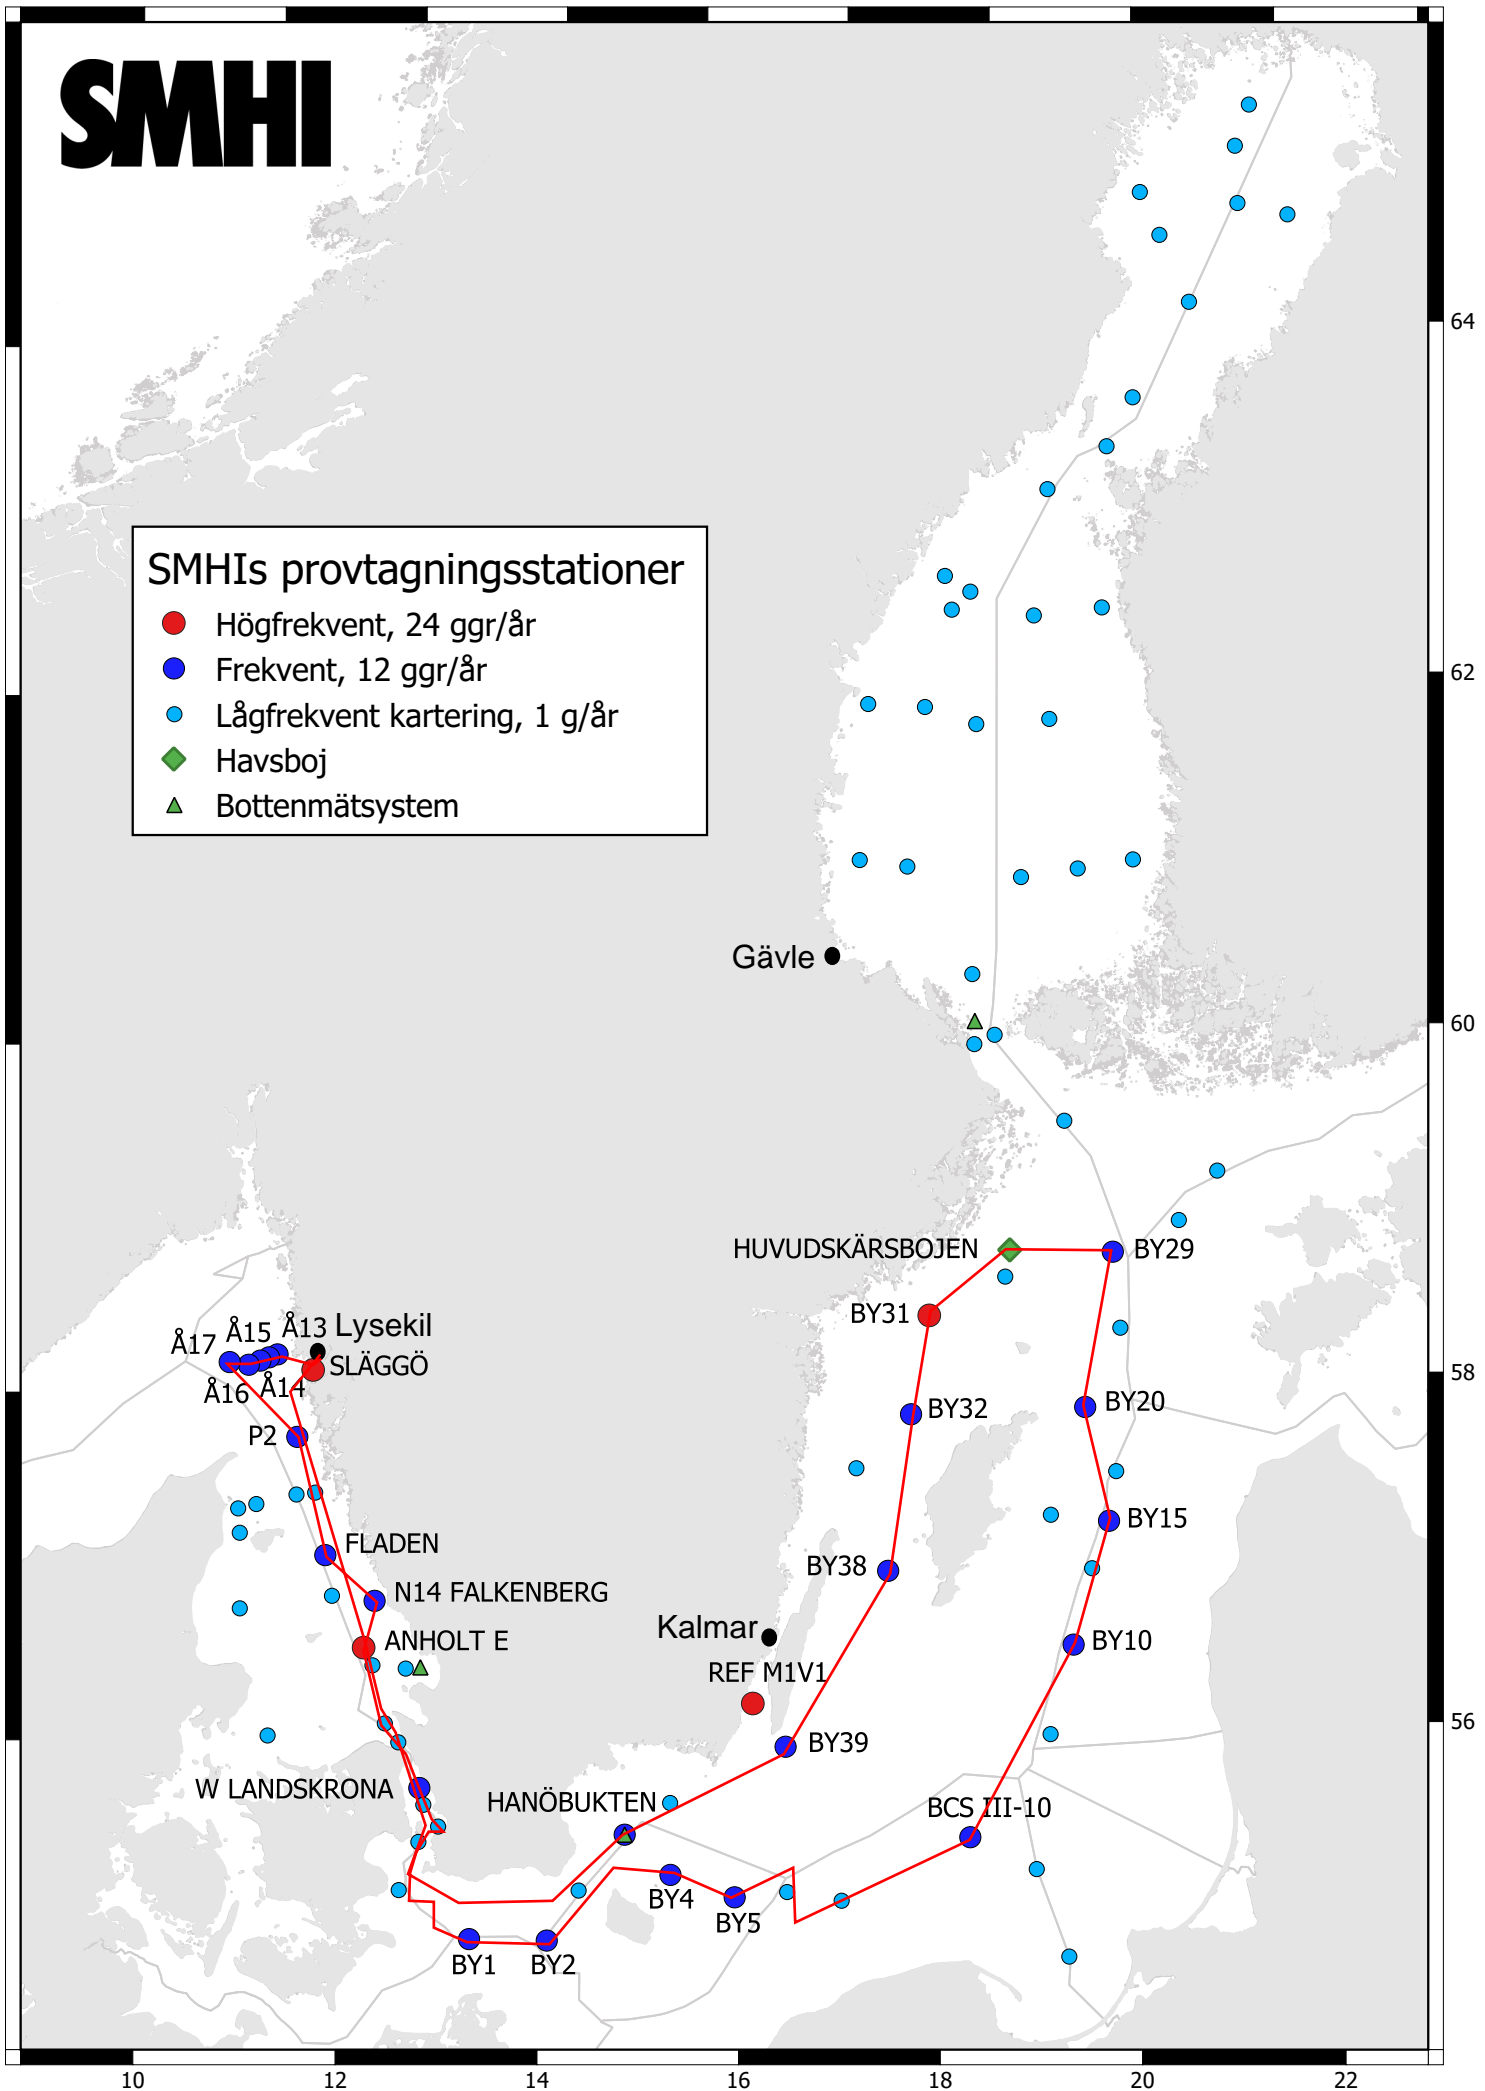 SMHI
64
SMHIs provtagningsstationer
Högfrekvent, 24 ggr/år
Frekvent, 12 ggr/år
Lågfrekvent kartering, 1 g/år
Havsboj
Bottenmätsystem
62
Gävle
60
HUVUDSKÄRSBOJEN
BY29
BY31
Å17
Å15
Å13
Lysekil
SLÄGGÖ
Å16
Å14
58
BY32
BY20
P2
BY15
FLADEN
BY38
N14 FALKENBERG
Kalmar
ANHOLT E
BY10
REF M1V1
56
BY39
W LANDSKRONA
HANÖBUKTEN
BCS III-10
BY4
BY5
BY1
BY2
10
12
14
16
18
20
22